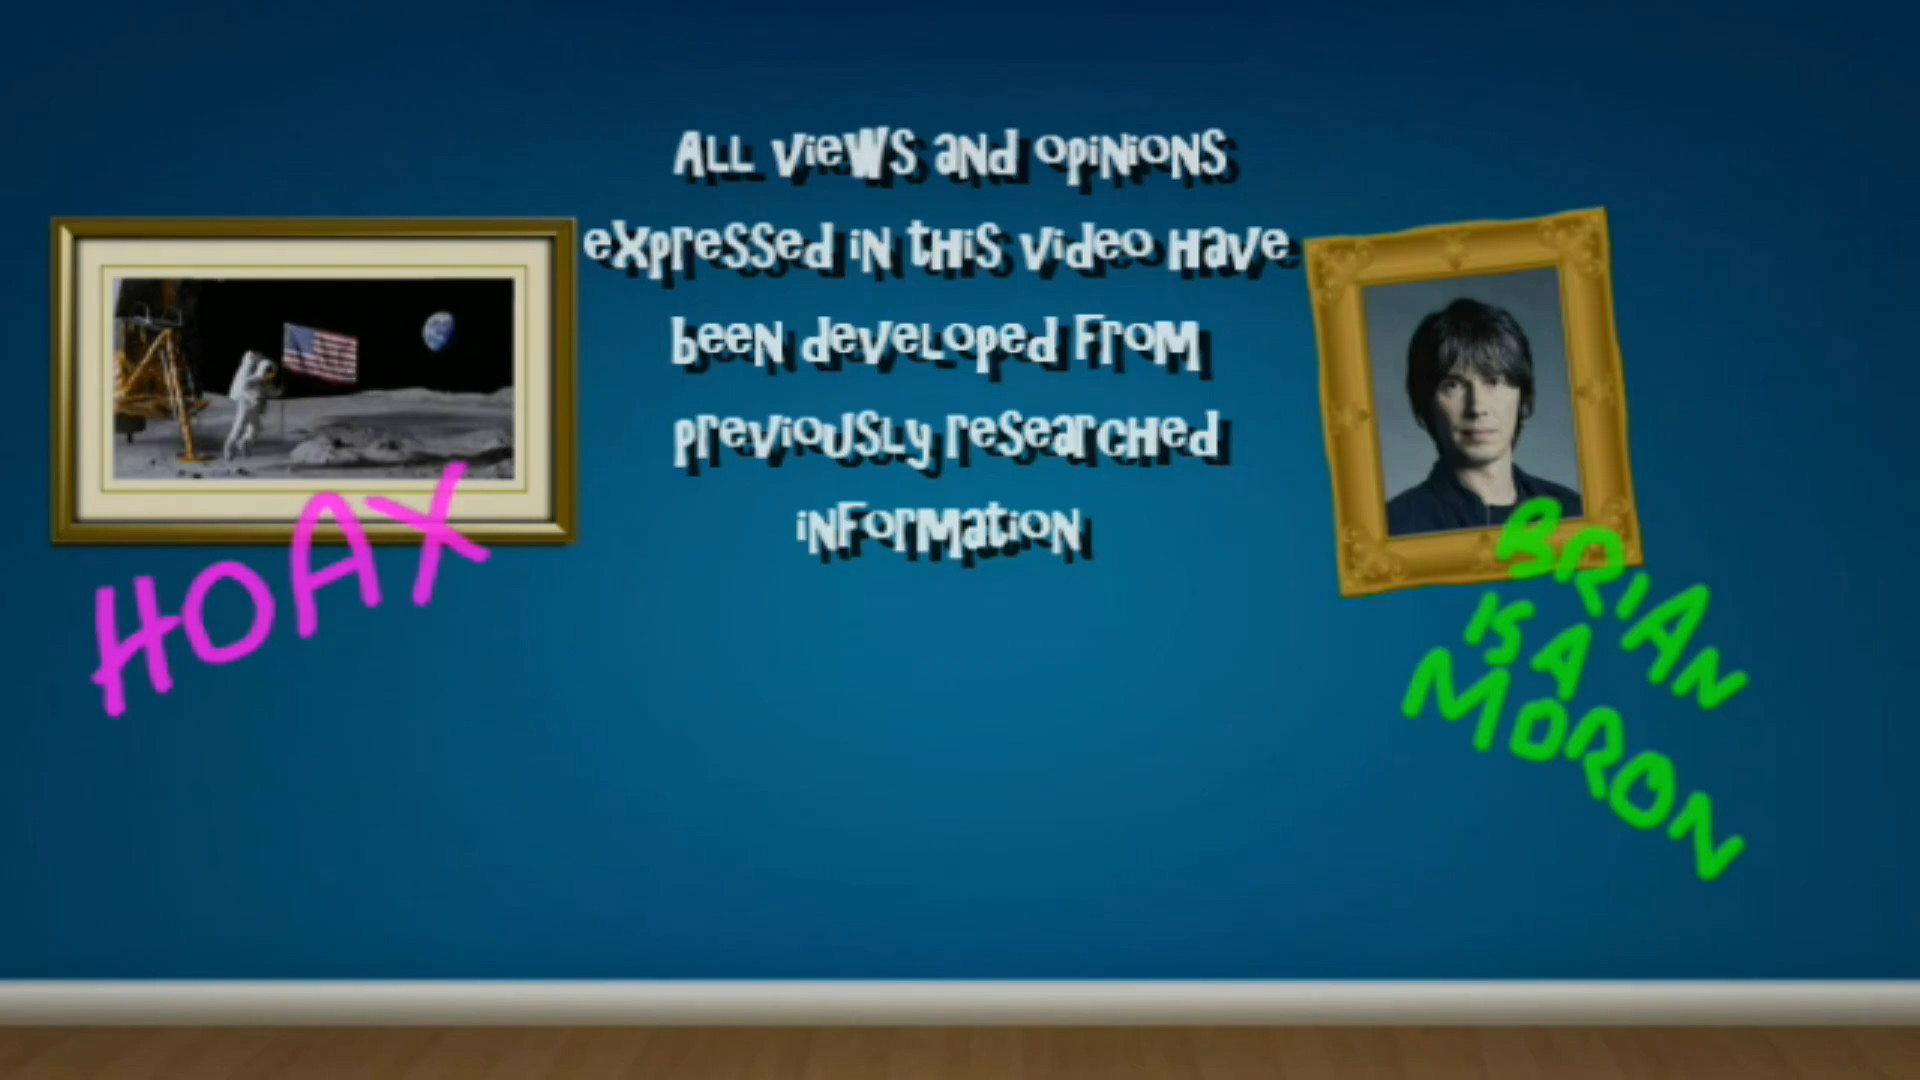 ALL VIEWS AND OPINIONS
EXPRESSED IN THIS VIDEO HAVE
BEEN DEVELOPED FROM
PREVIOUSLY RESEARCHED
INFORMATION
HOAX
BRIAN
IS A
MORON